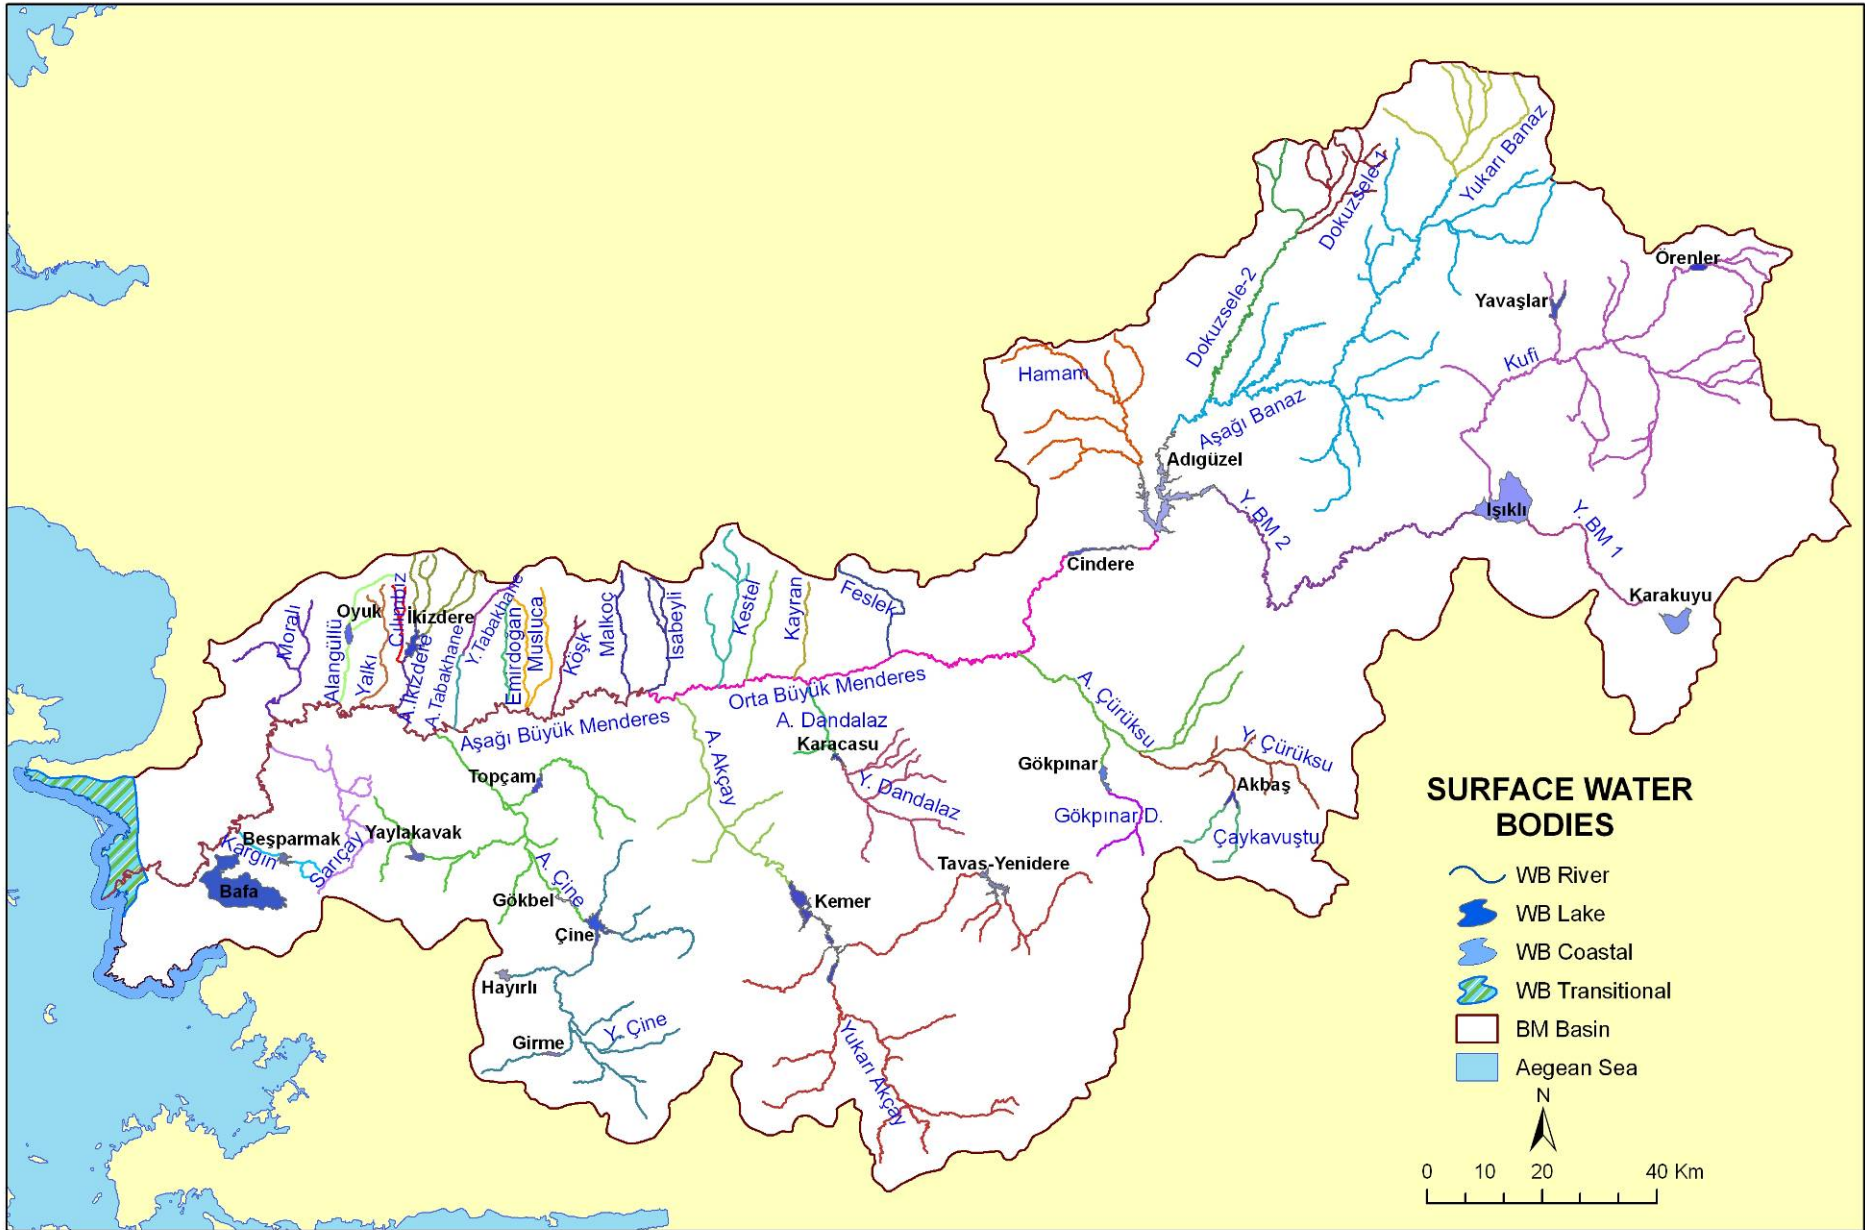 Yukarı Banaz
Dokuzsele-1
Örenler
Yavaşlar
Dokuzsele-2
Kufi
Hamam
Aşağı Banaz
Adıgüzel
Y. BM 2
Işıklı
Y. BM 1
Cindere
Karakuyu
Moralı
Oyuk
Alangüllü
Yalkı
Cılımbız
İkizdere
A.İkizdere
A.Tabakhane
Y.Tabakhane
Emirdoğan
Musluca
Köşk
Malkoç
İsabeyli
Kestel
Kayran
Feslek
Orta Büyük Menderes
Aşağı Büyük Menderes
A. Dandalaz
A. Çürüksu
Karacasu
Y. Çürüksu
Gökpınar
Akbaş
Topçam
A. Akçay
Y. Dandalaz
Gökpınar D.
Çaykavuştu
Beşparmak
Kargın
Sarıçay
Yaylakavak
Bafa
A. Çine
Gökbel
Çine
Kemer
Tavas-Yenidere
Hayırlı
Girme
Y. Çine
Yukarı Akçay
SURFACE WATER
BODIES
WB River
WB Lake
WB Coastal
WB Transitional
BM Basin
Aegean Sea
N
0 10 20 40 Km